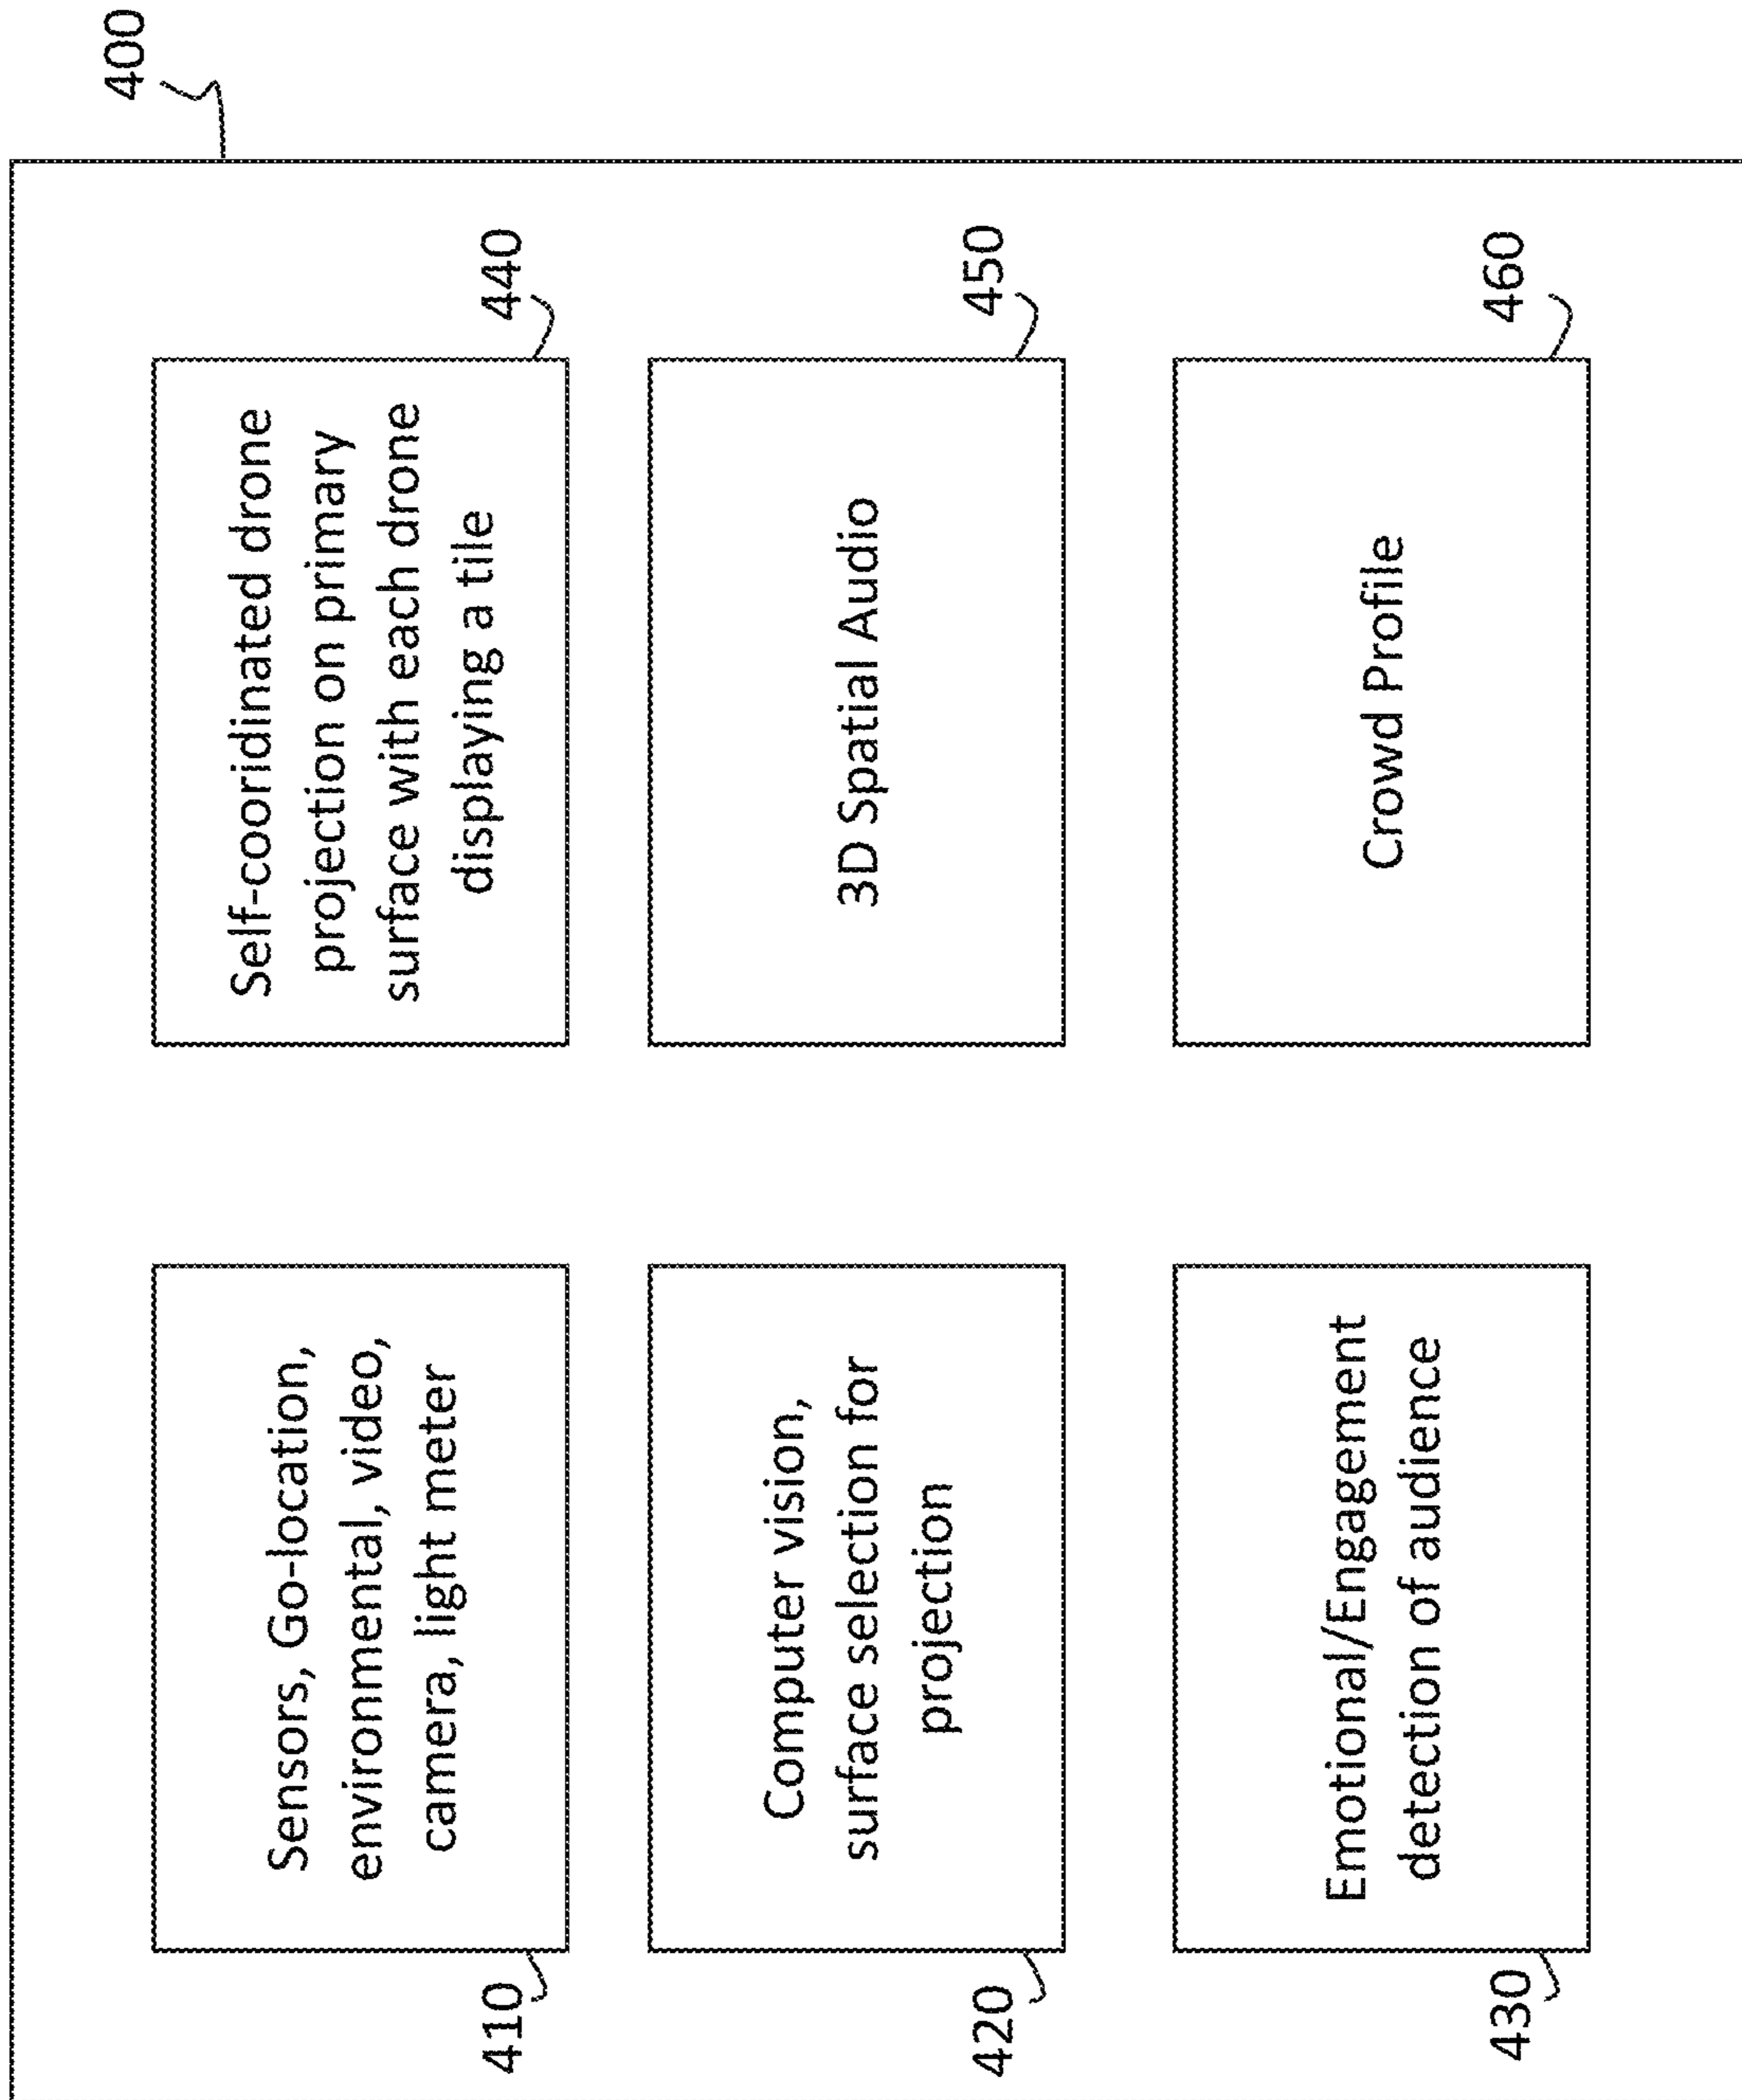 400
410
Sensors, Go-location,
environmental, video,
camera, light meter
Self-cooridinated drone
projection on primary
surface with each drone
displaying a tile
440
420
Computer vision,
surface selection for
projection
3D Spatial Audio
450
430
Emotional/Engagement
detection of audience
Crowd Profile
460